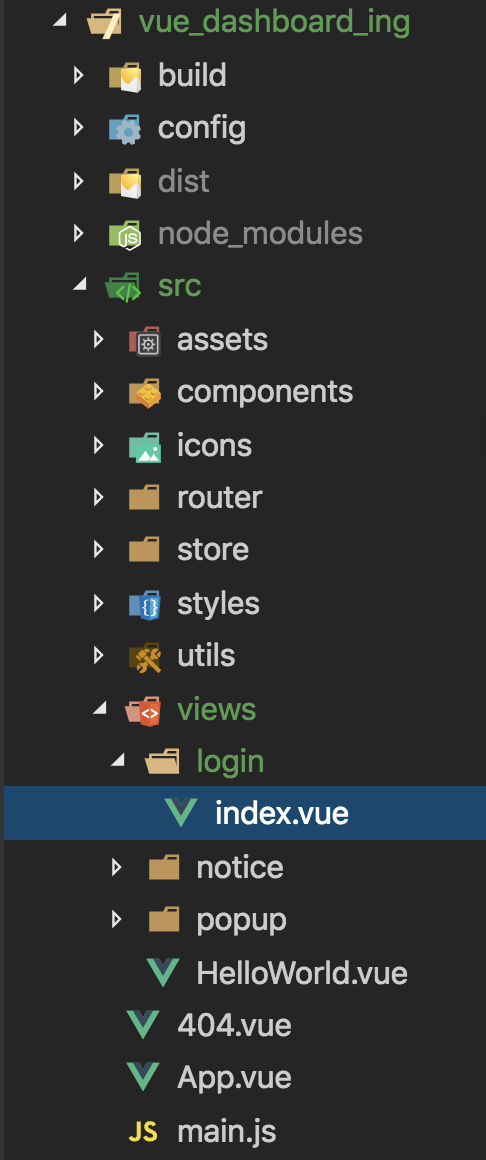 vue_dashboard_ing
build
config
dist
node_modules
src
assets
components
icons
router
store
styles
utils
views
login
index.vue
notice
popup
HelloWorld.vue
404.vue
App.vue
JS main.js